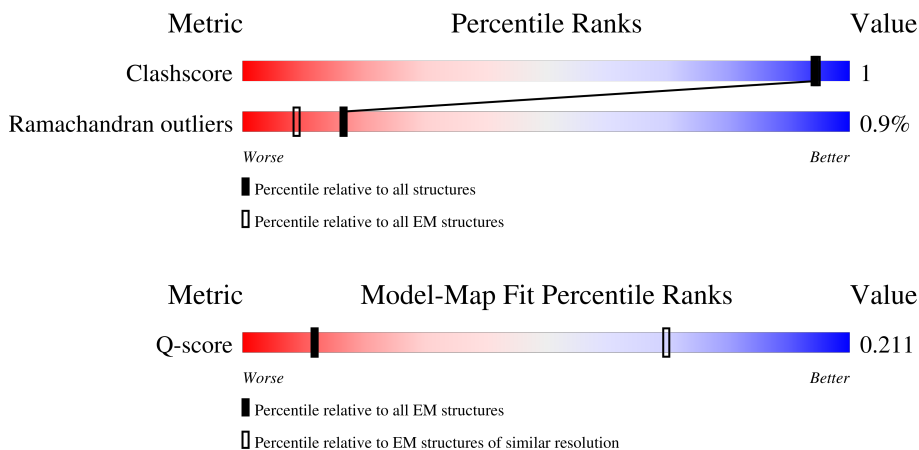 Metric Percentile Ranks Value
Clashscore 1
Ramachandran outliers 0.9%
Worse Better
Percentile relative to all structures
Percentile relative to all EM structures
Metric Model-Map Fit Percentile Ranks Value
Q-score 0.211
Worse Better
Percentile relative to all EM structures
Percentile relative to EM structures of similar resolution